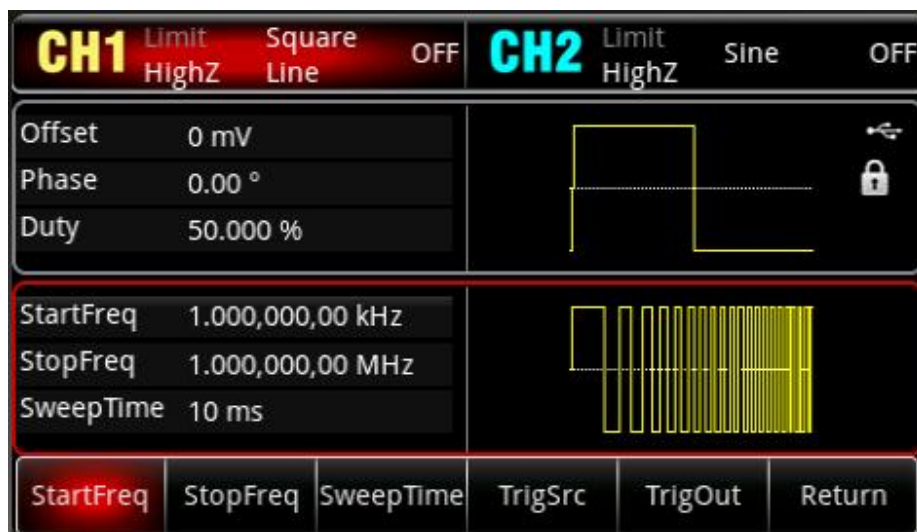 CH1 Limit Square OFF CH2 Limit Sine OFF
HighZ Line HighZ
Offset 0 mV
Phase 0.00 °
Duty 50.000 %
StartFreq 1.000,000,00 kHz
StopFreq 1.000,000,00 MHz
SweepTime 10 ms
StartFreq StopFreq SweepTime TrigSrc TrigOut Return